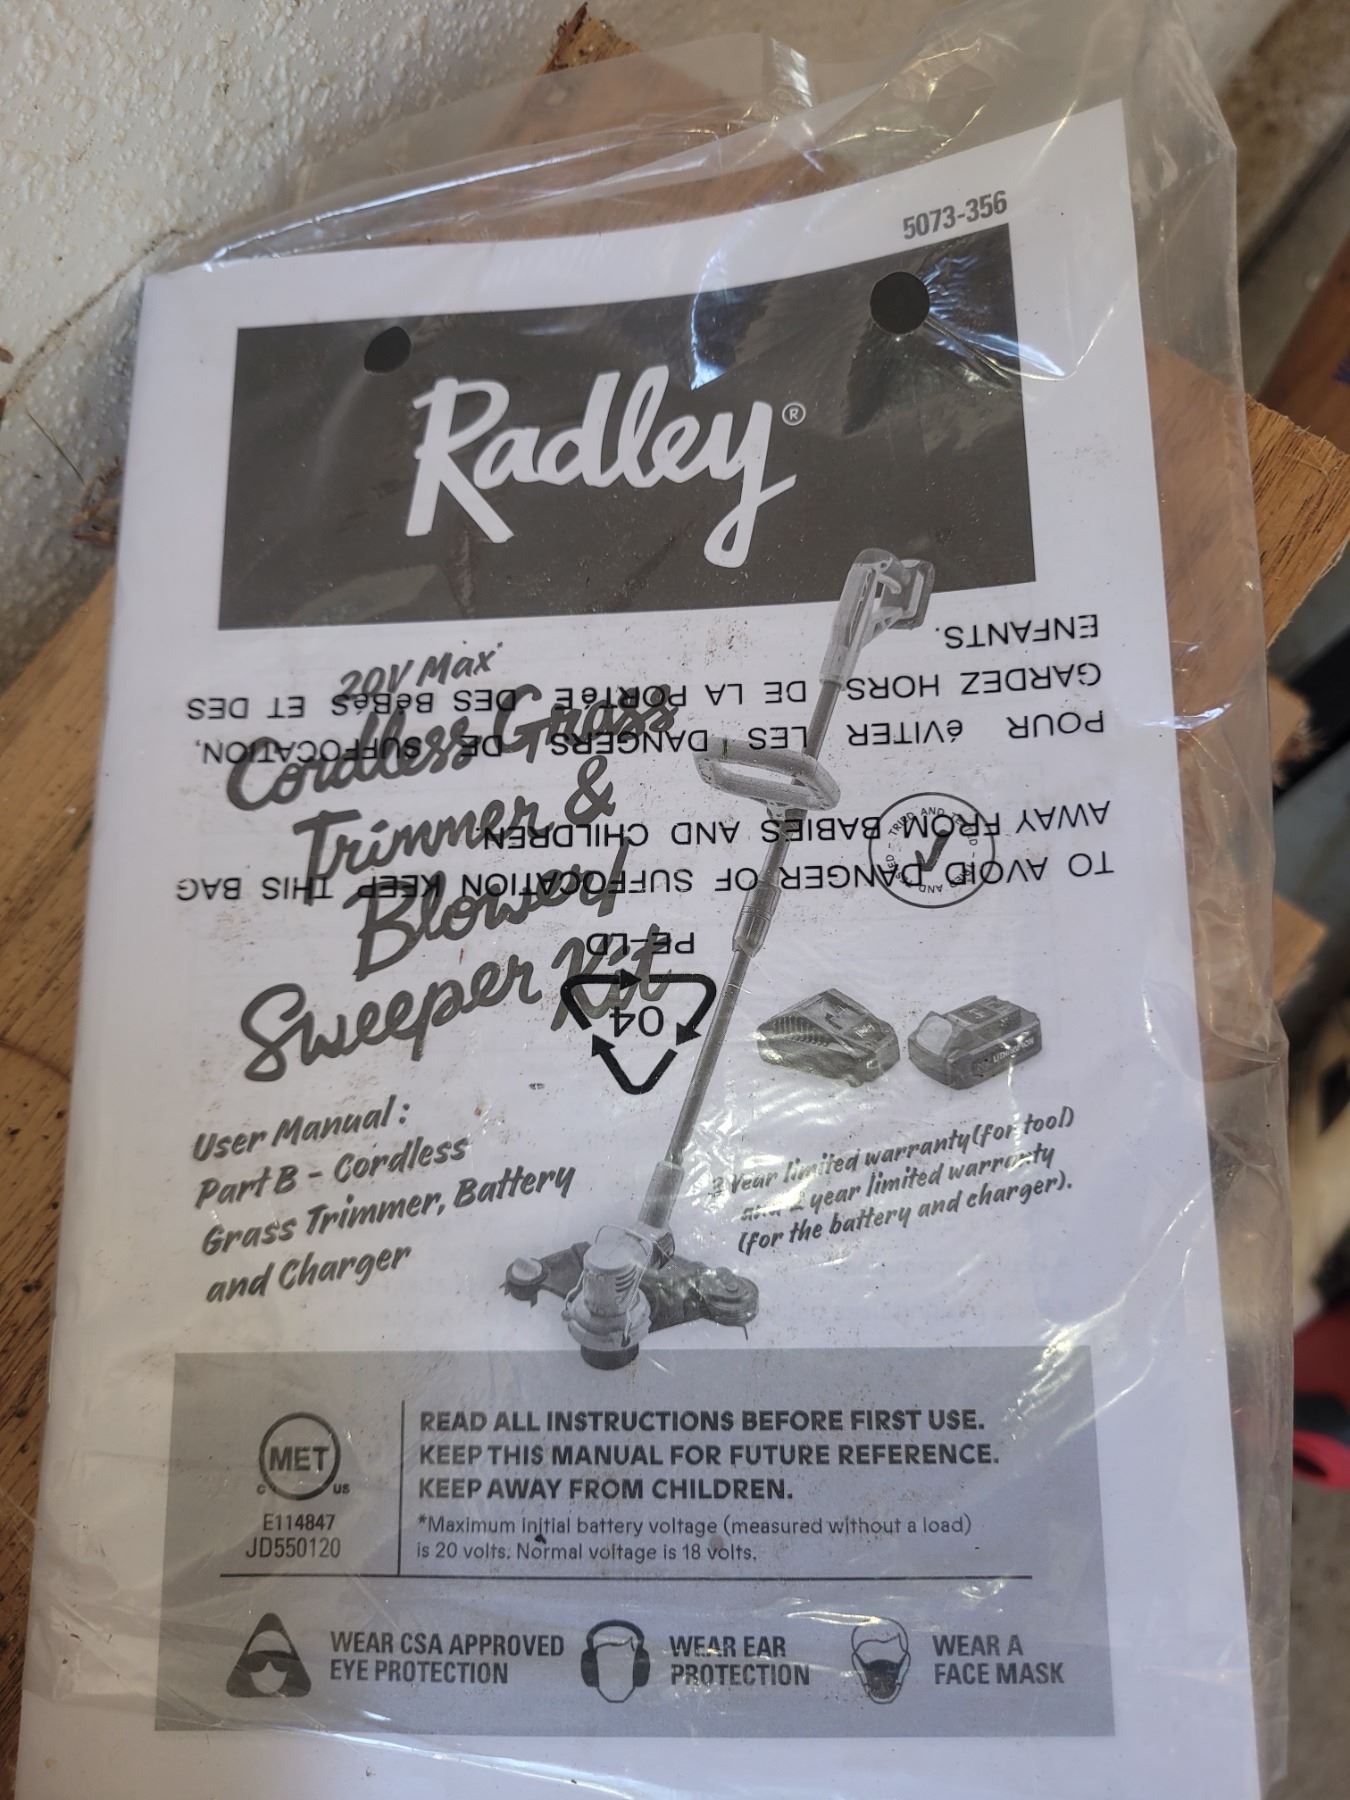 5073-356
Radley®
20V Max*
Cordless Grass
Trimmer &
Blower/
Sweeper Kit
User Manual:
Part B - Cordless
Grass Trimmer, Battery
and Charger
TRIED AND TESTED
LITHIUM-ION
Year limited warranty (for tool)
and 2 year limited warranty
(for the battery and charger).
PE-LD
04
TO AVOID DANGER OF SUFFOCATION KEEP THIS BAG
AWAY FROM BABIES AND CHILDREN
POUR éVITER LES DANGERS DE SUFFOCATION,
GARDEZ HORS DE LA PORTéE DES BéBéS ET DES
ENFANTS.
MET
C US
E114847
JD550120
READ ALL INSTRUCTIONS BEFORE FIRST USE.
KEEP THIS MANUAL FOR FUTURE REFERENCE.
KEEP AWAY FROM CHILDREN.
*Maximum initial battery voltage (measured without a load)
is 20 volts. Normal voltage is 18 volts.
WEAR CSA APPROVED
EYE PROTECTION
WEAR EAR
PROTECTION
WEAR A
FACE MASK